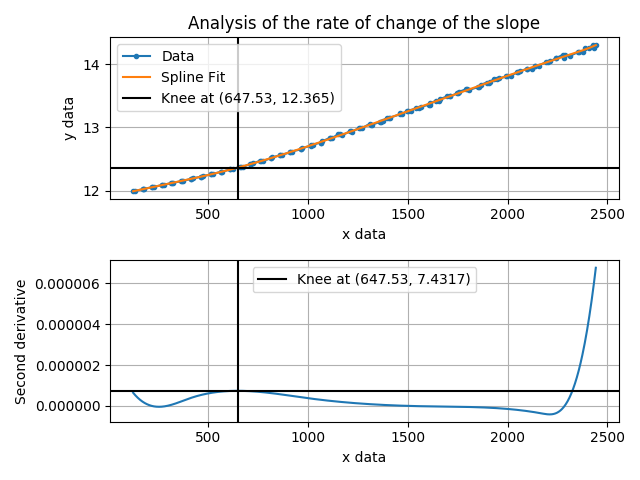 Analysis of the rate of change of the slope
Data
Spline Fit
Knee at (647.53, 12.365)
y data
14
13
12
500
1000
1500
2000
2500
x data
Knee at (647.53, 7.4317)
Second derivative
0.000006
0.000004
0.000002
0.000000
500
1000
1500
2000
2500
x data